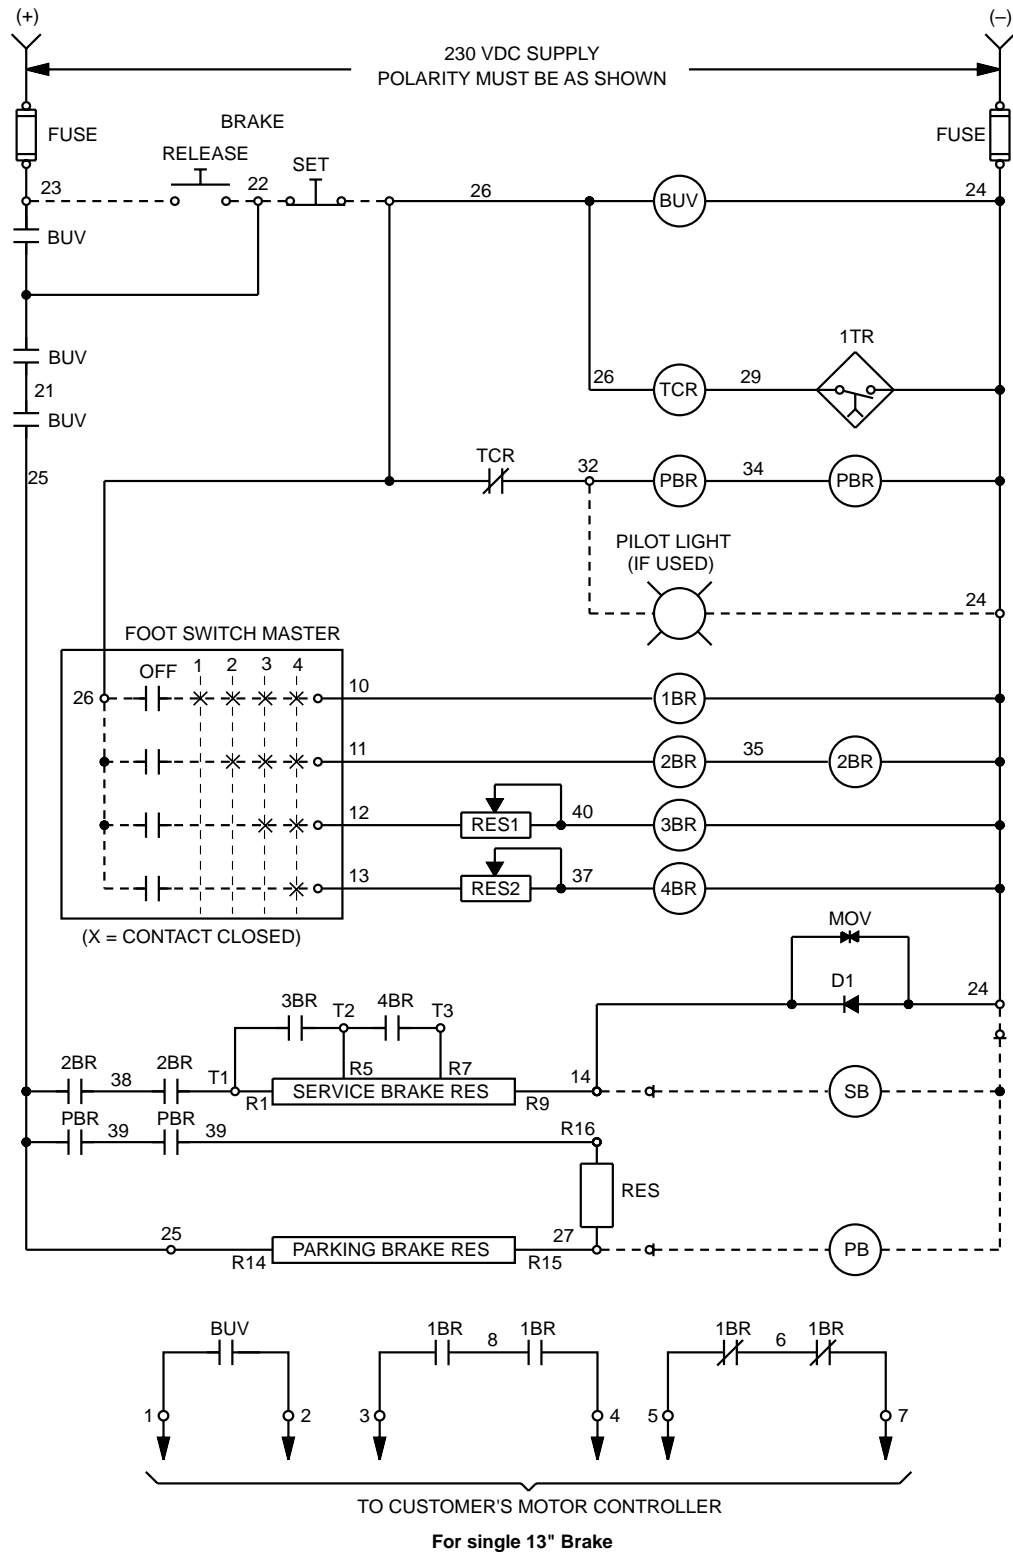 (+) (–)
230 VDC SUPPLY
POLARITY MUST BE AS SHOWN
FUSE BRAKE FUSE
RELEASE SET
23 22 26 BUV 24
BUV
BUV 1TR
21 26 TCR 29
BUV
25 TCR 32 PBR 34 PBR
PILOT LIGHT
(IF USED)
24
FOOT SWITCH MASTER
OFF 1 2 3 4
26 10 1BR
11 2BR 35 2BR
12 RES1 40 3BR
13 RES2 37 4BR
(X = CONTACT CLOSED)
MOV
D1 24
3BR T2 4BR T3
2BR 38 2BR T1 R5 R7 14
R1 SERVICE BRAKE RES R9 SB
PBR 39 PBR 39 R16
RES
25 27
R14 PARKING BRAKE RES R15 PB
BUV 1BR 8 1BR 1BR 6 1BR
1 2 3 4 5 7
TO CUSTOMER'S MOTOR CONTROLLER
For single 13" Brake